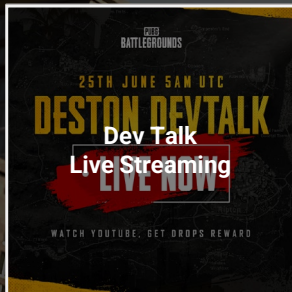 PUBG
BATTLEGROUNDS
25TH JUNE 5AM UTC
DESTON DEVTALK
Dev Talk
LIVE NOW
Live Streaming
WATCH YOUTUBE, GET DROPS REWARD